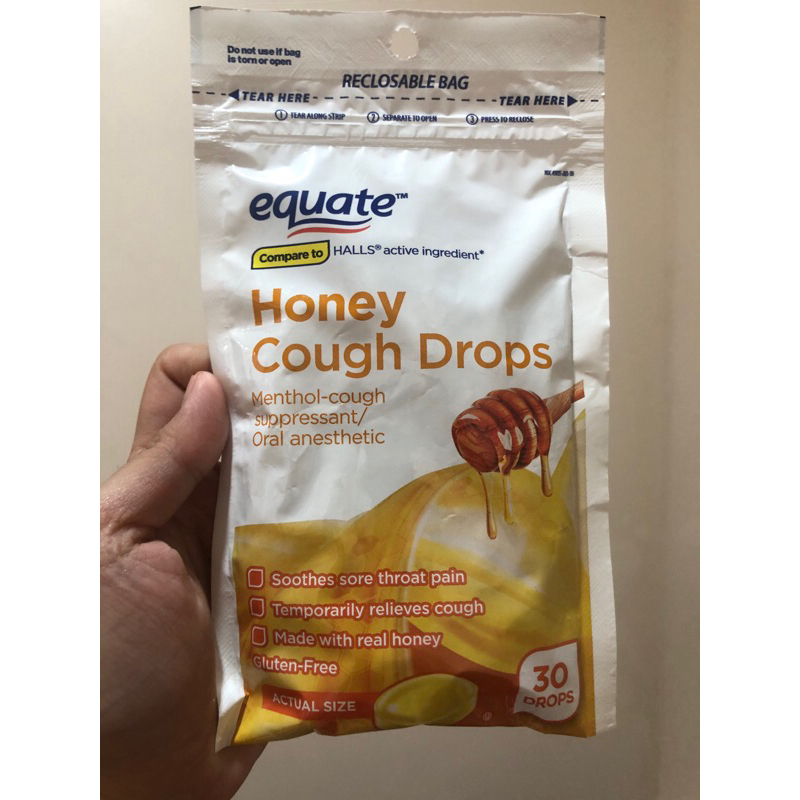 Do not use if bag
is torn or open
RECLOSABLE BAG
TEAR HERE
TEAR HERE
1 TEAR ALONG STRIP
2 SEPARATE TO OPEN
3 PRESS TO RECLOSE
equate™
Compare to HALLS® active ingredient*
Honey
Cough Drops
Menthol-cough
suppressant/
Oral anesthetic
Soothes sore throat pain
Temporarily relieves cough
Made with real honey
Gluten-Free
30
DROPS
ACTUAL SIZE